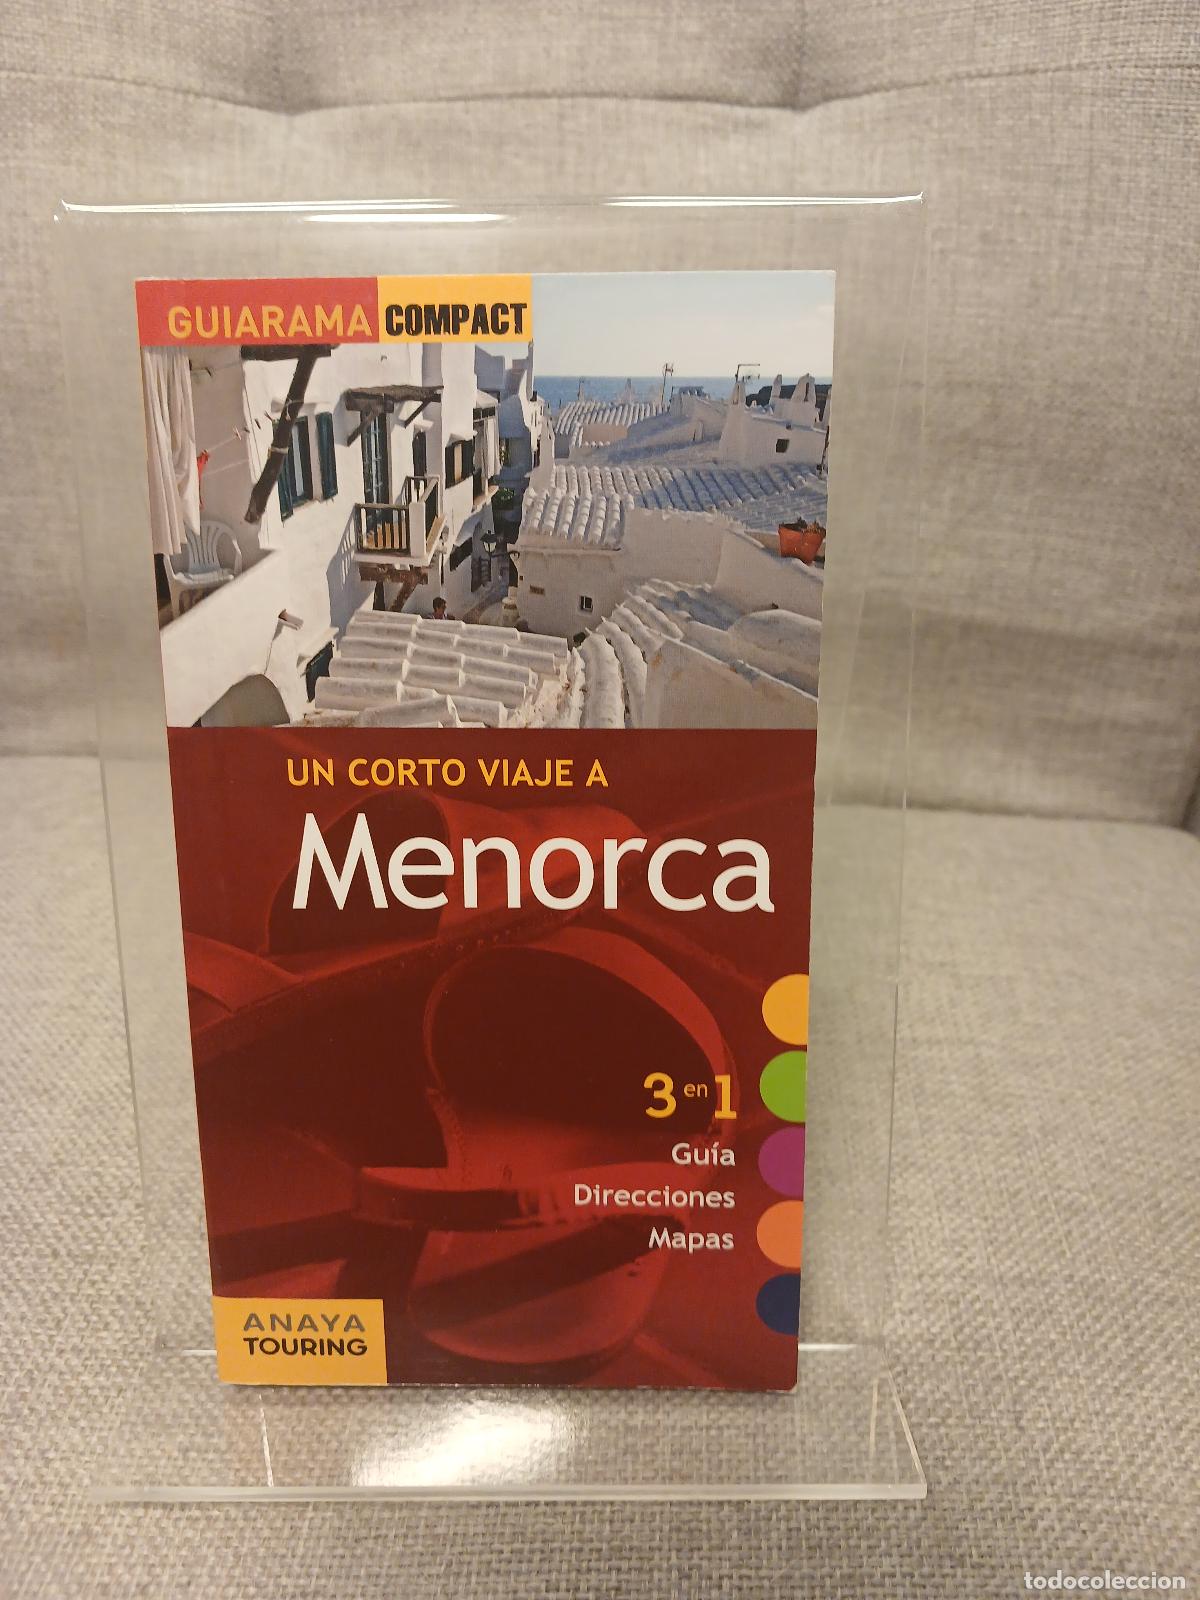 GUIARAMA COMPACT
UN CORTO VIAJE A
Menorca
3 en 1
Guía
Direcciones
Mapas
ANAYA
TOURING
todocoleccion